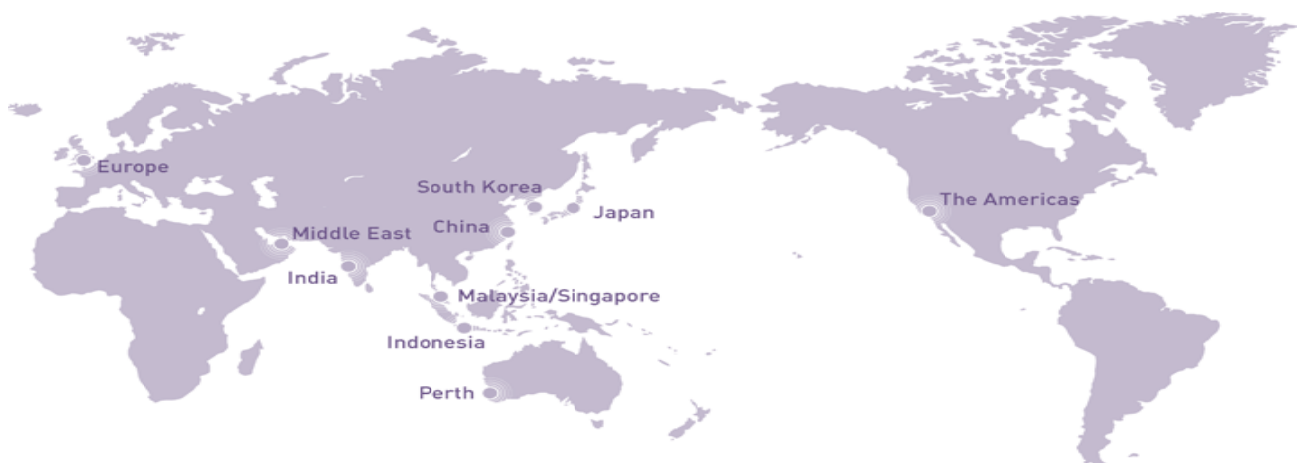 Europe
South Korea
The Americas
Japan
China
Middle East
India
Malaysia/Singapore
Indonesia
Perth